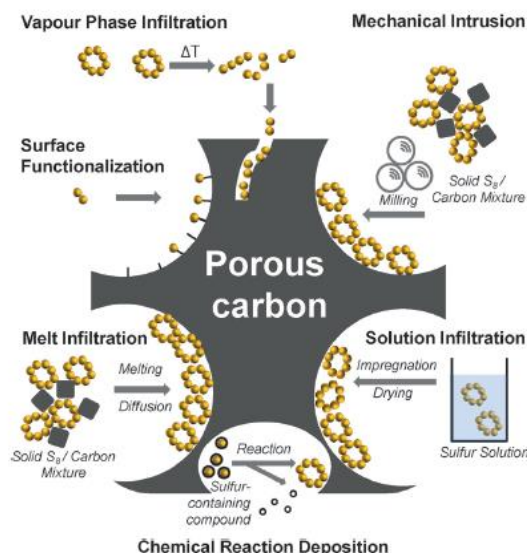 Vapour Phase Infiltration
ΔT
Mechanical Intrusion
Surface
Functionalization
Milling
Solid S₈ /
Carbon Mixture
Porous
carbon
Melt Infiltration
Melting
Diffusion
Solid S₈ / Carbon
Mixture
Solution Infiltration
Impregnation
Drying
Sulfur Solution
Reaction
Sulfur-
containing
compound
Chemical Reaction Deposition